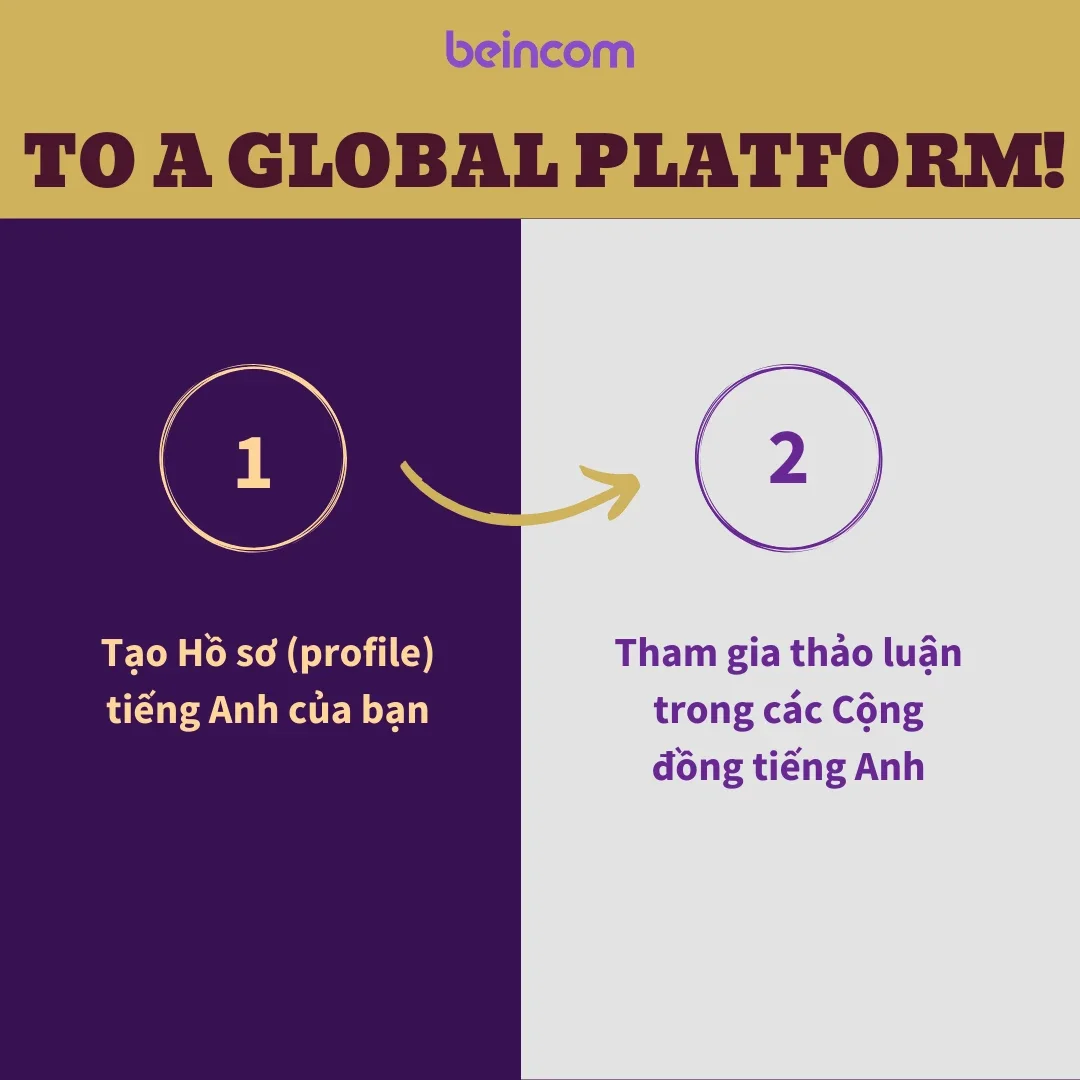 beincom
TO A GLOBAL PLATFORM!
1
Tạo Hồ sơ (profile)
tiếng Anh của bạn
2
Tham gia thảo luận
trong các Cộng
đồng tiếng Anh